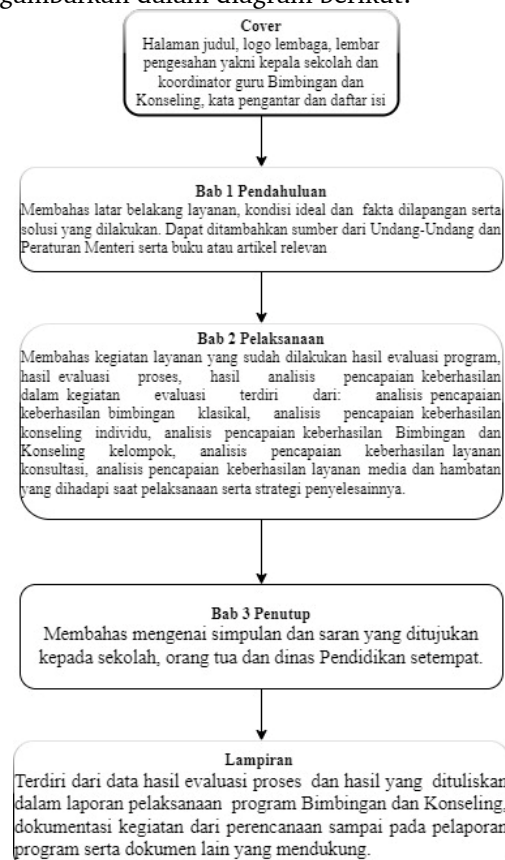 gambarkan dalam diagram berikut:
Cover
Halaman judul, logo lembaga, lembar
pengesahan yakni kepala sekolah dan
koordinator guru Bimbingan dan
Konseling, kata pengantar dan daftar isi
Bab 1 Pendahuluan
Membahas latar belakang layanan, kondisi ideal dan fakta dilapangan serta
solusi yang dilakukan. Dapat ditambahkan sumber dari Undang-Undang dan
Peraturan Menteri serta buku atau artikel relevan
Bab 2 Pelaksanaan
Membahas kegiatan layanan yang sudah dilakukan hasil evaluasi program,
hasil evaluasi proses, hasil analisis pencapaian keberhasilan
dalam kegiatan evaluasi terdiri dari: analisis pencapaian
keberhasilan bimbingan klasikal, analisis pencapaian keberhasilan
konseling individu, analisis pencapaian keberhasilan Bimbingan dan
Konseling kelompok, analisis pencapaian keberhasilan layanan
konsultasi, analisis pencapaian keberhasilan layanan media dan hambatan
yang dihadapi saat pelaksanaan serta strategi penyelesainnya.
Bab 3 Penutup
Membahas mengenai simpulan dan saran yang ditujukan
kepada sekolah, orang tua dan dinas Pendidikan setempat.
Lampiran
Terdiri dari data hasil evaluasi proses dan hasil yang dituliskan
dalam laporan pelaksanaan program Bimbingan dan Konseling,
dokumentasi kegiatan dari perencanaan sampai pada pelaporan
program serta dokumen lain yang mendukung.